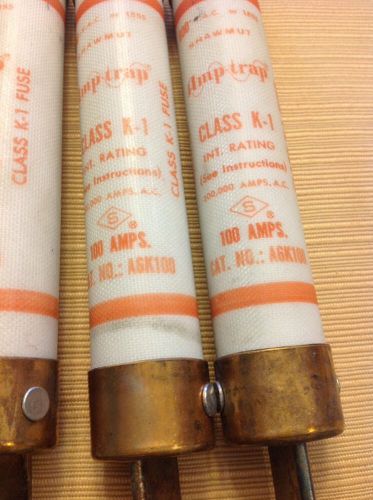 CLASS K-1 FUSE
SHAWMUT
Amp-trap
CLASS K-1
INT. RATING
(See Instructions)
200,000 AMPS. A.C.
S
®
100 AMPS.
CAT. NO.: A6K100
CLASS K-1 FUSE
SHAWMUT
Amp-trap
CLASS K-1
INT. RATING
(See Instructions)
200,000 AMPS. A.C.
S
®
100 AMPS.
CAT. NO.: A6K100